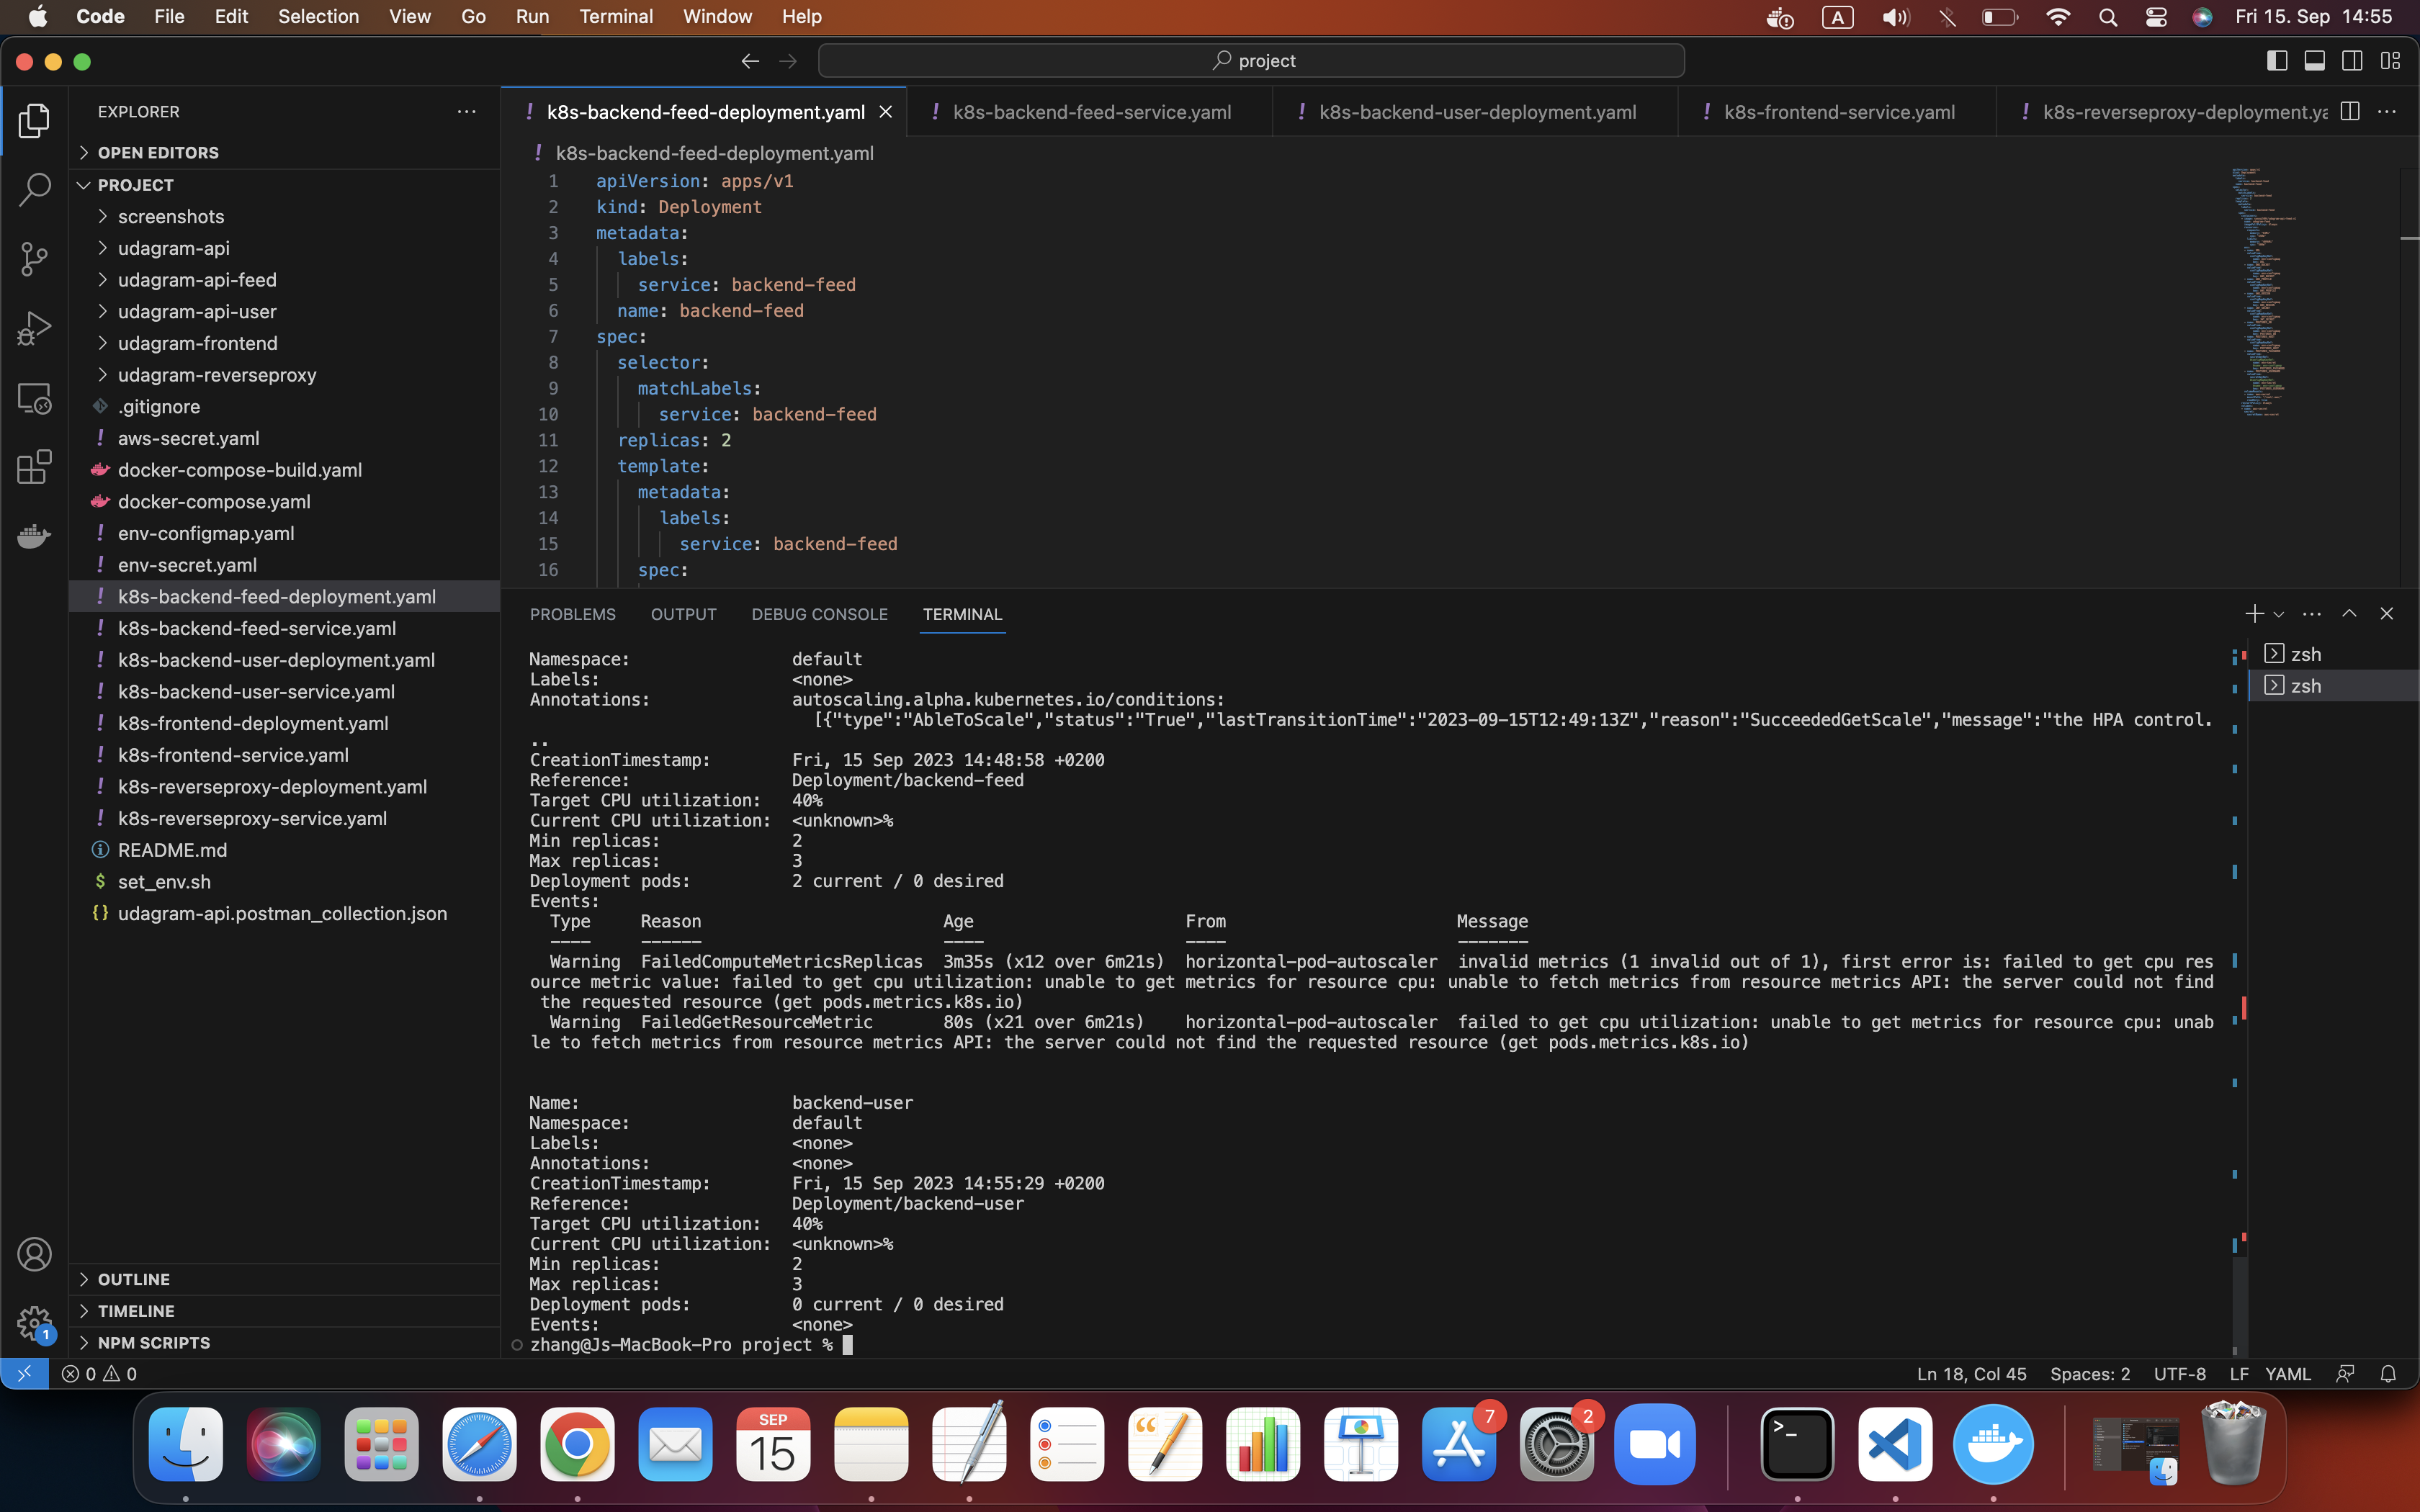 Code File Edit Selection View Go Run Terminal Window Help
A
Fri 15. Sep 14:55
project
EXPLORER
OPEN EDITORS
PROJECT
screenshots
udagram-api
udagram-api-feed
udagram-api-user
udagram-frontend
udagram-reverseproxy
.gitignore
! aws-secret.yaml
docker-compose-build.yaml
docker-compose.yaml
! env-configmap.yaml
! env-secret.yaml
! k8s-backend-feed-deployment.yaml
! k8s-backend-feed-service.yaml
! k8s-backend-user-deployment.yaml
! k8s-backend-user-service.yaml
! k8s-frontend-deployment.yaml
! k8s-frontend-service.yaml
! k8s-reverseproxy-deployment.yaml
! k8s-reverseproxy-service.yaml
README.md
$ set_env.sh
{} udagram-api.postman_collection.json
OUTLINE
TIMELINE
NPM SCRIPTS
1
! k8s-backend-feed-deployment.yaml ! k8s-backend-feed-service.yaml ! k8s-backend-user-deployment.yaml ! k8s-frontend-service.yaml ! k8s-reverseproxy-deployment.ya
! k8s-backend-feed-deployment.yaml
1 apiVersion: apps/v1
2 kind: Deployment
3 metadata:
4 labels:
5 service: backend-feed
6 name: backend-feed
7 spec:
8 selector:
9 matchLabels:
10 service: backend-feed
11 replicas: 2
12 template:
13 metadata:
14 labels:
15 service: backend-feed
16 spec:
PROBLEMS OUTPUT DEBUG CONSOLE TERMINAL
zsh
zsh
Namespace: default
Labels: <none>
Annotations: autoscaling.alpha.kubernetes.io/conditions:
[{"type":"AbleToScale","status":"True","lastTransitionTime":"2023-09-15T12:49:13Z","reason":"SucceededGetScale","message":"the HPA control.
..
CreationTimestamp: Fri, 15 Sep 2023 14:48:58 +0200
Reference: Deployment/backend-feed
Target CPU utilization: 40%
Current CPU utilization: <unknown>%
Min replicas: 2
Max replicas: 3
Deployment pods: 2 current / 0 desired
Events:
Type Reason Age From Message
---- ------ ---- ---- -------
Warning FailedComputeMetricsReplicas 3m35s (x12 over 6m21s) horizontal-pod-autoscaler invalid metrics (1 invalid out of 1), first error is: failed to get cpu res
ource metric value: failed to get cpu utilization: unable to get metrics for resource cpu: unable to fetch metrics from resource metrics API: the server could not find
the requested resource (get pods.metrics.k8s.io)
Warning FailedGetResourceMetric 80s (x21 over 6m21s) horizontal-pod-autoscaler failed to get cpu utilization: unable to get metrics for resource cpu: unab
le to fetch metrics from resource metrics API: the server could not find the requested resource (get pods.metrics.k8s.io)
Name: backend-user
Namespace: default
Labels: <none>
Annotations: <none>
CreationTimestamp: Fri, 15 Sep 2023 14:55:29 +0200
Reference: Deployment/backend-user
Target CPU utilization: 40%
Current CPU utilization: <unknown>%
Min replicas: 2
Max replicas: 3
Deployment pods: 0 current / 0 desired
Events: <none>
zhang@Js-MacBook-Pro project %
0 0
Ln 18, Col 45 Spaces: 2 UTF-8 LF YAML
SEP
15
7
2
>_